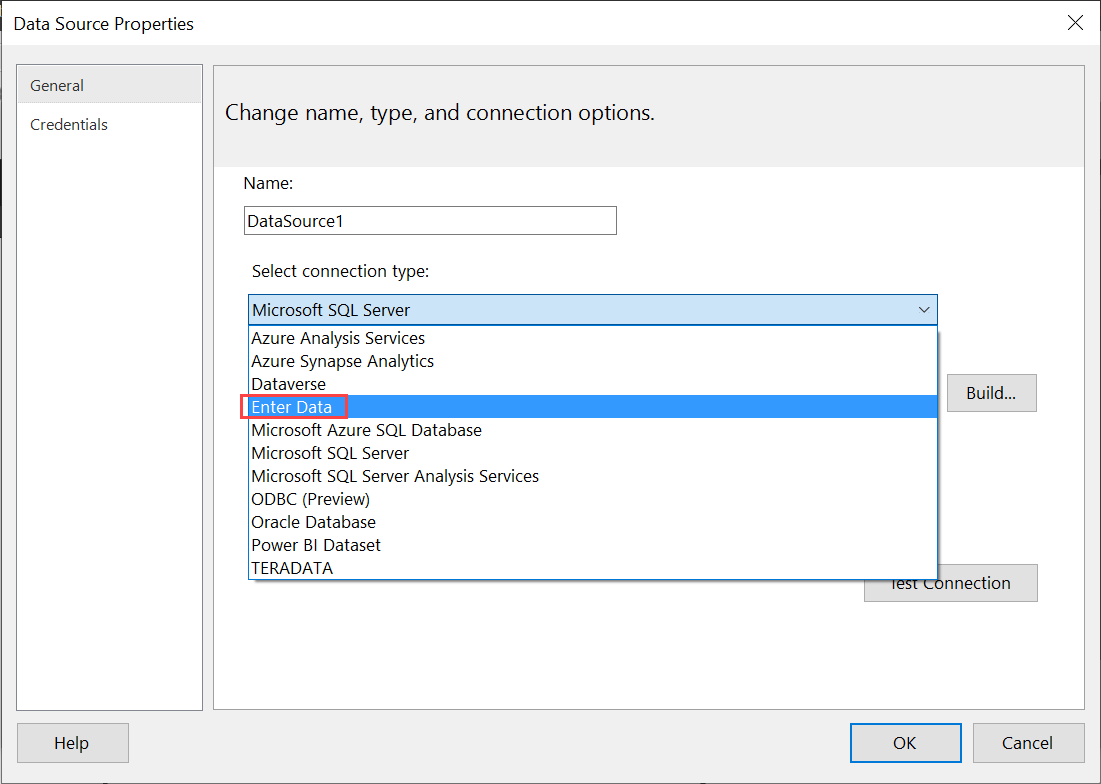 Data Source Properties
General
Credentials
Change name, type, and connection options.
Name:
DataSource1
Select connection type:
Microsoft SQL Server
Azure Analysis Services
Azure Synapse Analytics
Dataverse
Enter Data
Microsoft Azure SQL Database
Microsoft SQL Server
Microsoft SQL Server Analysis Services
ODBC (Preview)
Oracle Database
Power BI Dataset
TERADATA
Build...
Test Connection
Help
OK
Cancel